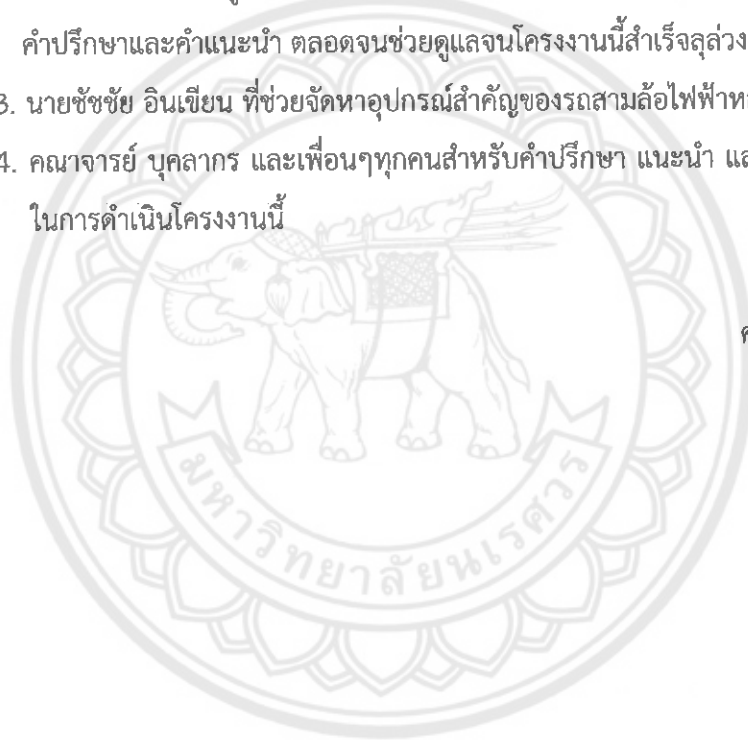 คำปรึกษาและคำแนะนำ ตลอดจนช่วยดูแลจนโครงงานนี้สำเร็จลุล่วง
3. นายชัชชัย อินเขียน ที่ช่วยจัดหาอุปกรณ์สำคัญของรถสามล้อไฟฟ้า
4. คณาจารย์ บุคลากร และเพื่อนๆทุกคนสำหรับคำปรึกษา แนะนำ
ในการดำเนินโครงงานนี้
มหาวิทยาลัยนเรศวร